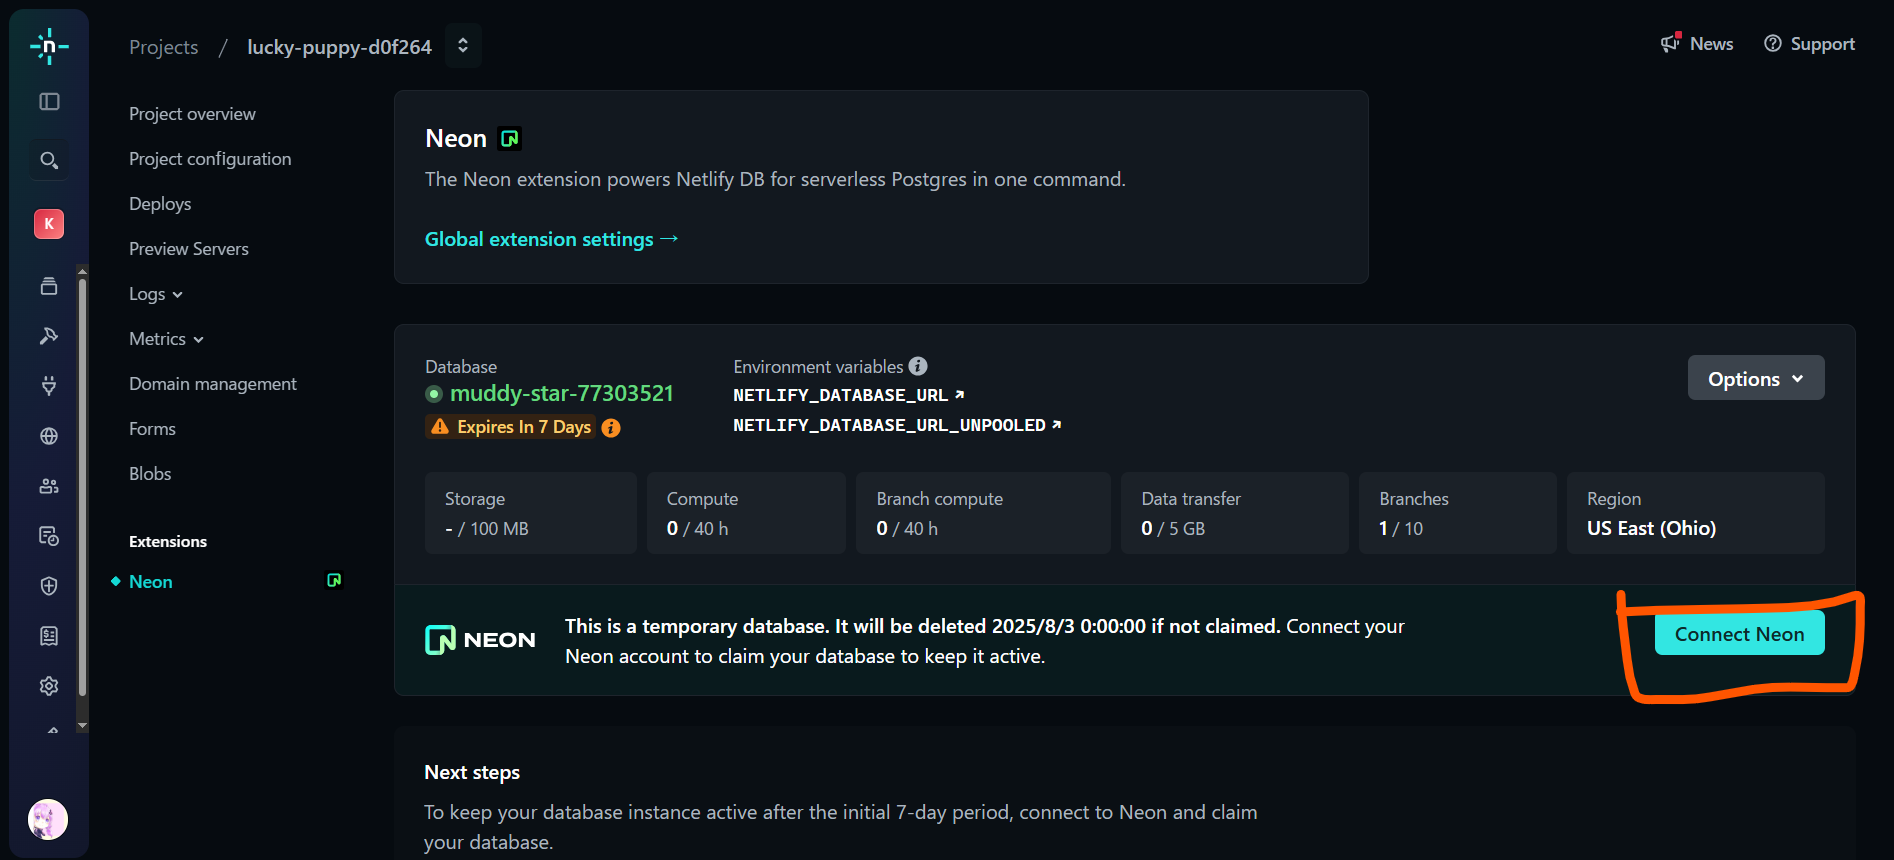 Projects / lucky-puppy-d0f264
News
Support
K
Project overview
Project configuration
Deploys
Preview Servers
Logs
Metrics
Domain management
Forms
Blobs
Extensions
Neon
Neon
The Neon extension powers Netlify DB for serverless Postgres in one command.
Global extension settings →
Database
muddy-star-77303521
Expires In 7 Days
Environment variables
NETLIFY_DATABASE_URL
NETLIFY_DATABASE_URL_UNPOOLED
Options
Storage
- / 100 MB
Compute
0 / 40 h
Branch compute
0 / 40 h
Data transfer
0 / 5 GB
Branches
1 / 10
Region
US East (Ohio)
NEON
This is a temporary database. It will be deleted 2025/8/3 0:00:00 if not claimed. Connect your
Neon account to claim your database to keep it active.
Connect Neon
Next steps
To keep your database instance active after the initial 7-day period, connect to Neon and claim
your database.